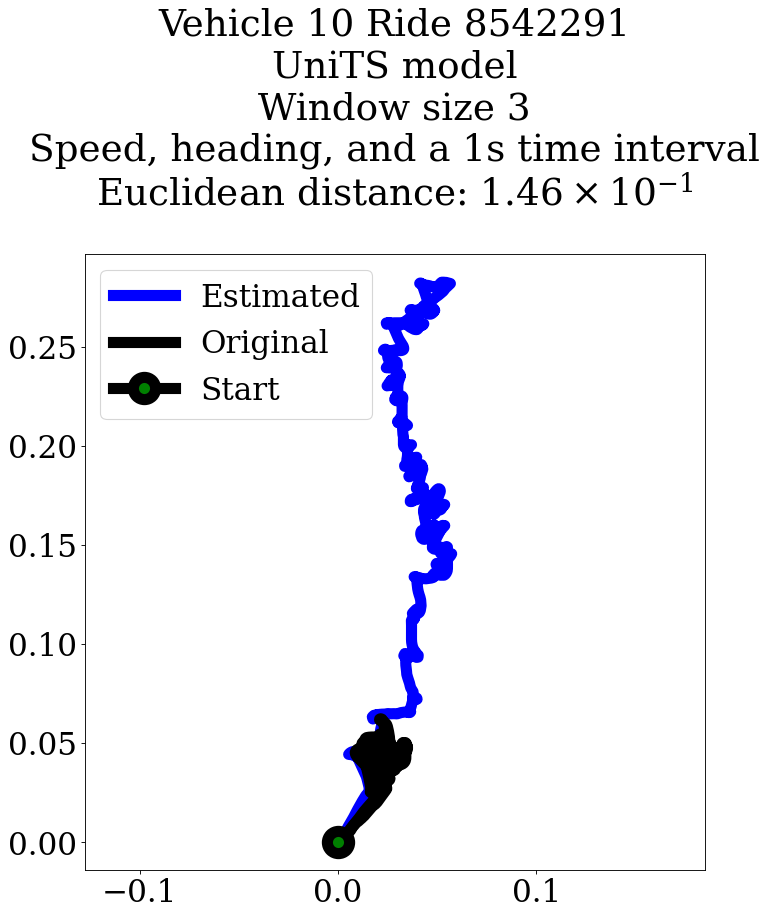 Vehicle 10 Ride 8542291
UniTS model
Window size 3
Speed, heading, and a 1s time interval
Euclidean distance: 1.46 × 10⁻¹
Estimated
Original
Start
0.25
0.20
0.15
0.10
0.05
0.00
−0.1 0.0 0.1